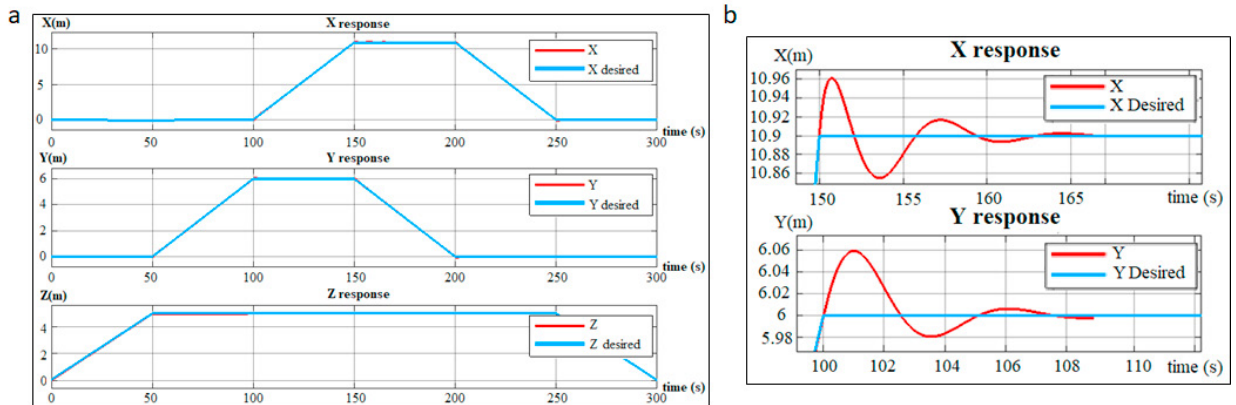 a
X(m)
X response
10
5
0
X
X desired
0 50 100 150 200 250 300
time (s)
Y(m)
Y response
6
4
2
0
Y
Y desired
0 50 100 150 200 250 300
time (s)
Z(m)
Z response
4
2
0
Z
Z desired
0 50 100 150 200 250 300
time (s)
b
X response
X(m)
10.96
10.94
10.92
10.9
10.88
10.86
X
X Desired
150 155 160 165
time (s)
Y response
Y(m)
6.06
6.04
6.02
6
5.98
Y
Y Desired
100 102 104 106 108 110
time (s)